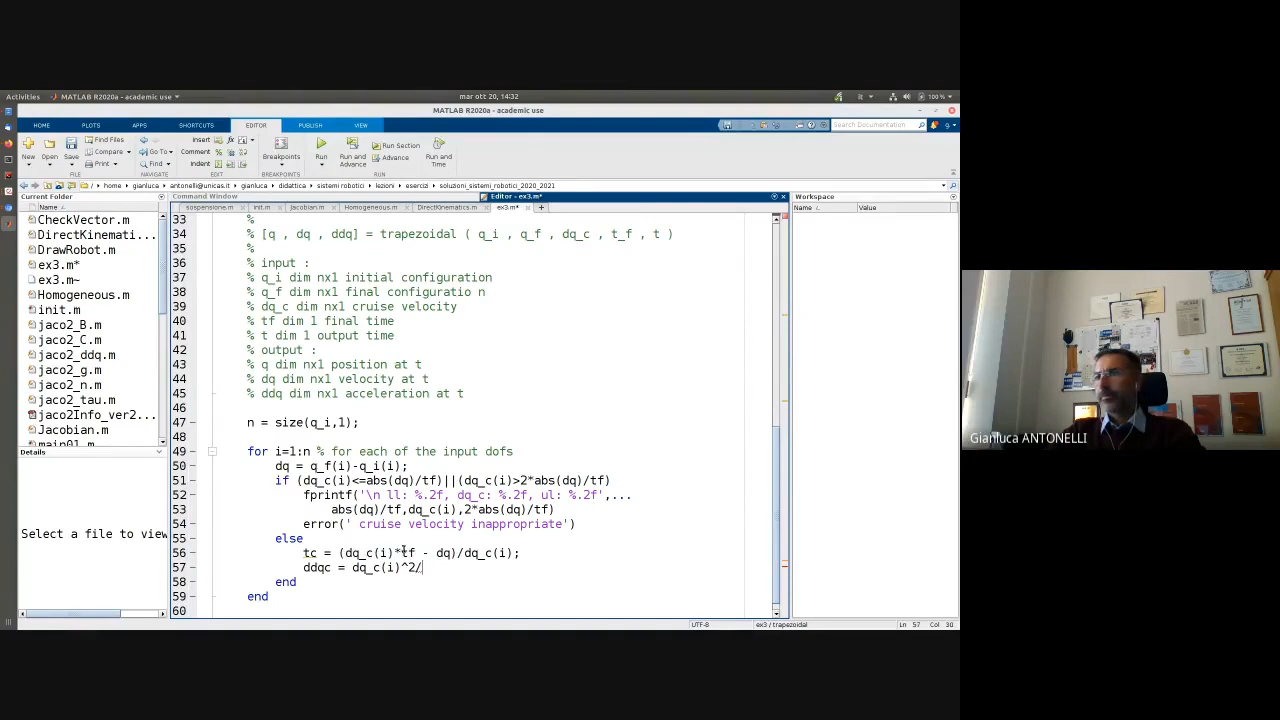 Activities MATLAB R2020a - academic use mar ott 20, 14:32 it 100 %
MATLAB R2020a - academic use
HOME PLOTS APPS SHORTCUTS EDITOR PUBLISH VIEW Search Documentation
New Open Save Find Files Compare Print Go To Find Insert Comment Indent Breakpoints Run Run and Advance Run Section Advance Run and Time
FILE NAVIGATE EDIT BREAKPOINTS RUN
/ home gianluca antonelli@unicas.it gianluca didattica sistemi robotici lezioni esercizi soluzioni_sistemi_robotici_2020_2021
Current Folder Command Window Editor - ex3.m* Workspace
Name sospensione.m init.m Jacobian.m Homogeneous.m DirectKinematics.m ex3.m* Name Value
CheckVector.m
DirectKinemati...
DrawRobot.m
ex3.m*
ex3.m~
Homogeneous.m
init.m
jaco2_B.m
jaco2_C.m
jaco2_ddq.m
jaco2_g.m
jaco2_n.m
jaco2_tau.m
jaco2Info_ver2...
Jacobian.m
main01.m
Details
Select a file to view
33 %
34 % [q , dq , ddq] = trapezoidal ( q_i , q_f , dq_c , t_f , t )
35 %
36 % input :
37 % q_i dim nx1 initial configuration
38 % q_f dim nx1 final configuratio n
39 % dq_c dim nx1 cruise velocity
40 % tf dim 1 final time
41 % t dim 1 output time
42 % output :
43 % q dim nx1 position at t
44 % dq dim nx1 velocity at t
45 % ddq dim nx1 acceleration at t
46
47 n = size(q_i,1);
48
49 for i=1:n % for each of the input dofs
50 dq = q_f(i)-q_i(i);
51 if (dq_c(i)<=abs(dq)/tf)||(dq_c(i)>2*abs(dq)/tf)
52 fprintf('\n ll: %.2f, dq_c: %.2f, ul: %.2f',...
53 abs(dq)/tf,dq_c(i),2*abs(dq)/tf)
54 error(' cruise velocity inappropriate')
55 else
56 tc = (dq_c(i)*tf - dq)/dq_c(i);
57 ddqc = dq_c(i)^2/
58 end
59 end
60
UTF-8 ex3 / trapezoidal Ln 57 Col 30
Gianluca ANTONELLI